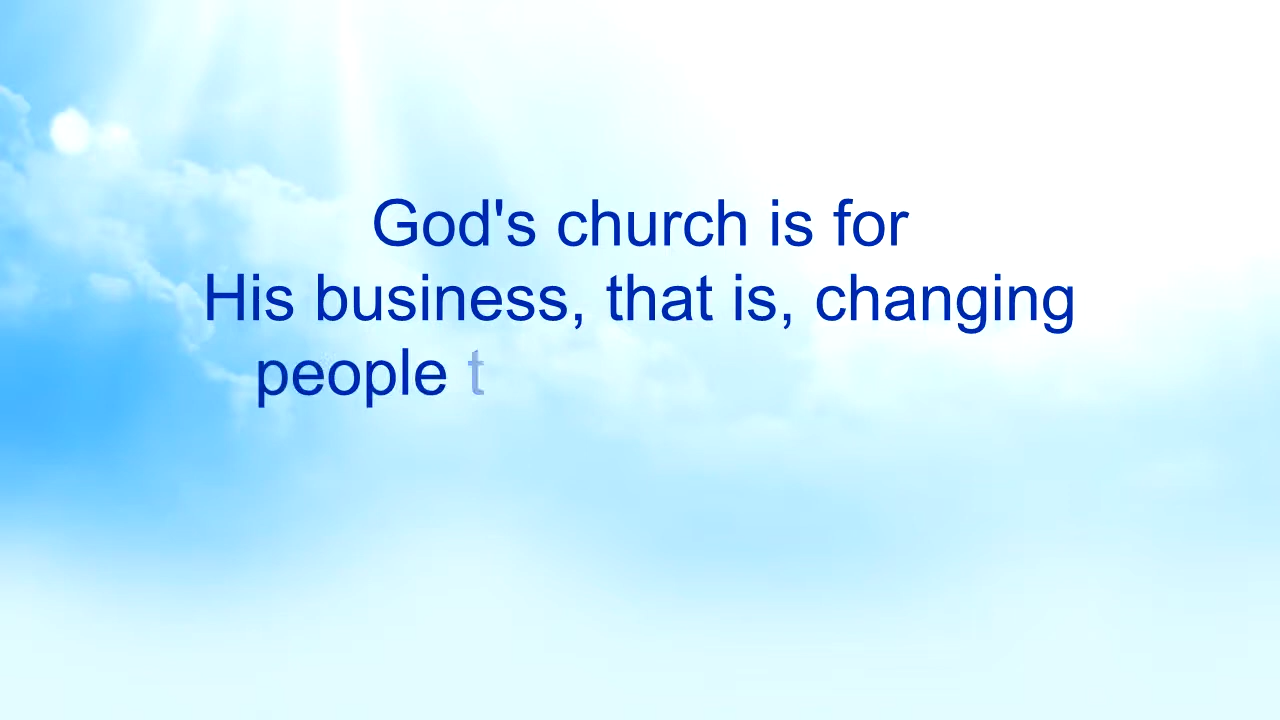 God's church is for
His business, that is, changing
people t